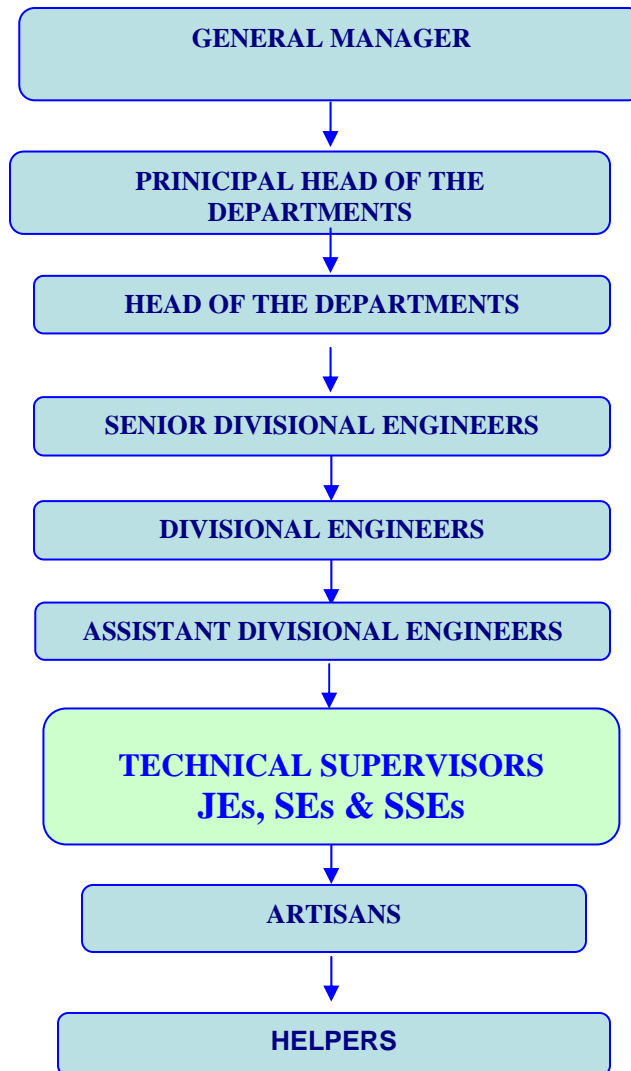 GENERAL MANAGER
PRINICIPAL HEAD OF THE
DEPARTMENTS
HEAD OF THE DEPARTMENTS
SENIOR DIVISIONAL ENGINEERS
DIVISIONAL ENGINEERS
ASSISTANT DIVISIONAL ENGINEERS
TECHNICAL SUPERVISORS
JEs, SEs & SSEs
ARTISANS
HELPERS